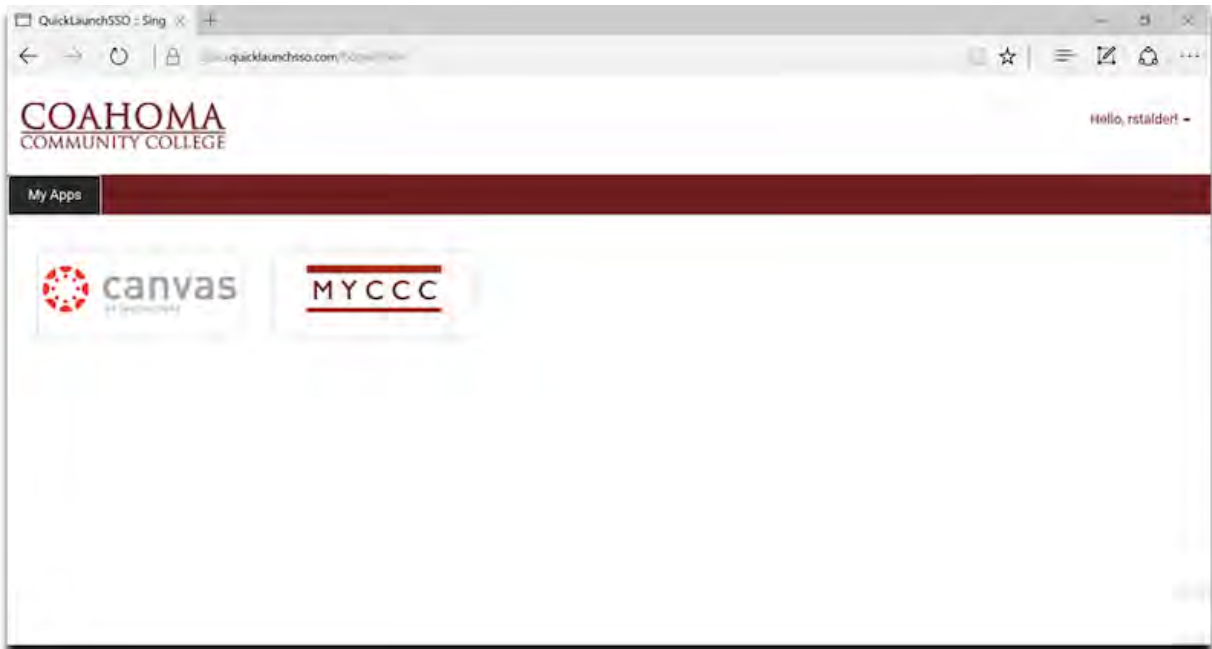 QuickLaunchSSO :: Sing
quicklaunchsso.com
COAHOMA
COMMUNITY COLLEGE
Hello, rstalder!
My Apps
canvas
MYCCC